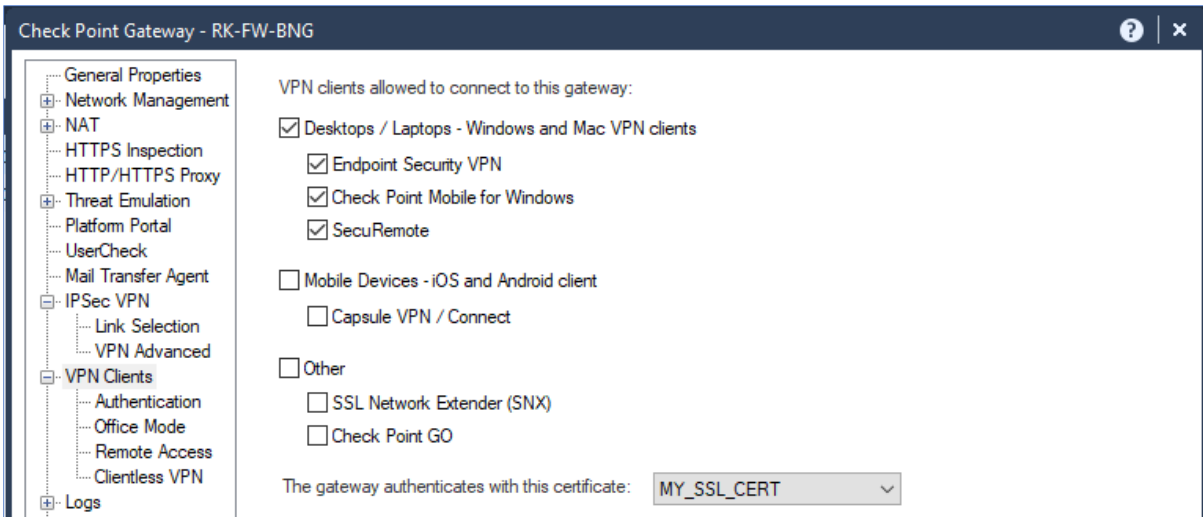 Check Point Gateway - RK-FW-BNG
General Properties
Network Management
NAT
HTTPS Inspection
HTTP/HTTPS Proxy
Threat Emulation
Platform Portal
UserCheck
Mail Transfer Agent
IPSec VPN
Link Selection
VPN Advanced
VPN Clients
Authentication
Office Mode
Remote Access
Clientless VPN
Logs
VPN clients allowed to connect to this gateway:
Desktops / Laptops - Windows and Mac VPN clients
Endpoint Security VPN
Check Point Mobile for Windows
SecuRemote
Mobile Devices - iOS and Android client
Capsule VPN / Connect
Other
SSL Network Extender (SNX)
Check Point GO
The gateway authenticates with this certificate: MY_SSL_CERT